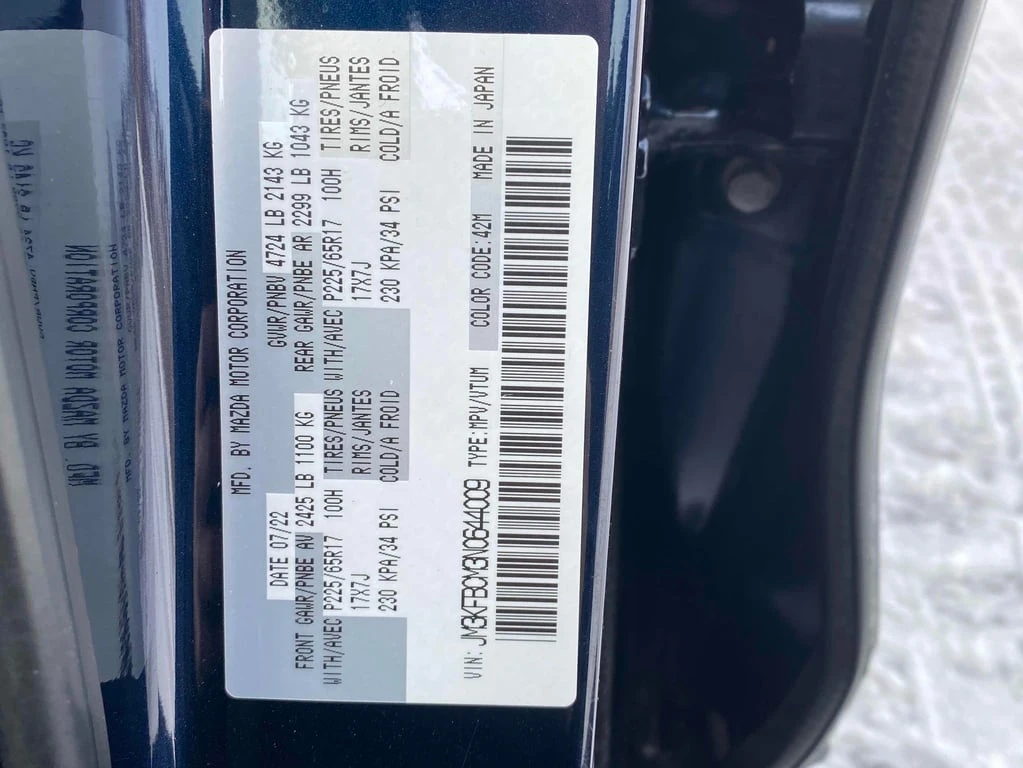 MFD. BY MAZDA MOTOR CORPORATION
DATE 07/22 GVWR/PNBV 4724 LB 2143 KG
FRONT GAWR/PNBE AV 2425 LB 1100 KG REAR GAWR/PNBE AR 2299 LB 1043 KG
WITH/AVEC P225/65R17 100H TIRES/PNEUS WITH/AVEC P225/65R17 100H TIRES/PNEUS
17X7J RIMS/JANTES 17X7J RIMS/JANTES
230 KPA/34 PSI COLD/A FROID 230 KPA/34 PSI COLD/A FROID
VIN: JM3KFBCM3N0644009 TYPE:MPV/VTUM COLOR CODE:42M MADE IN JAPAN